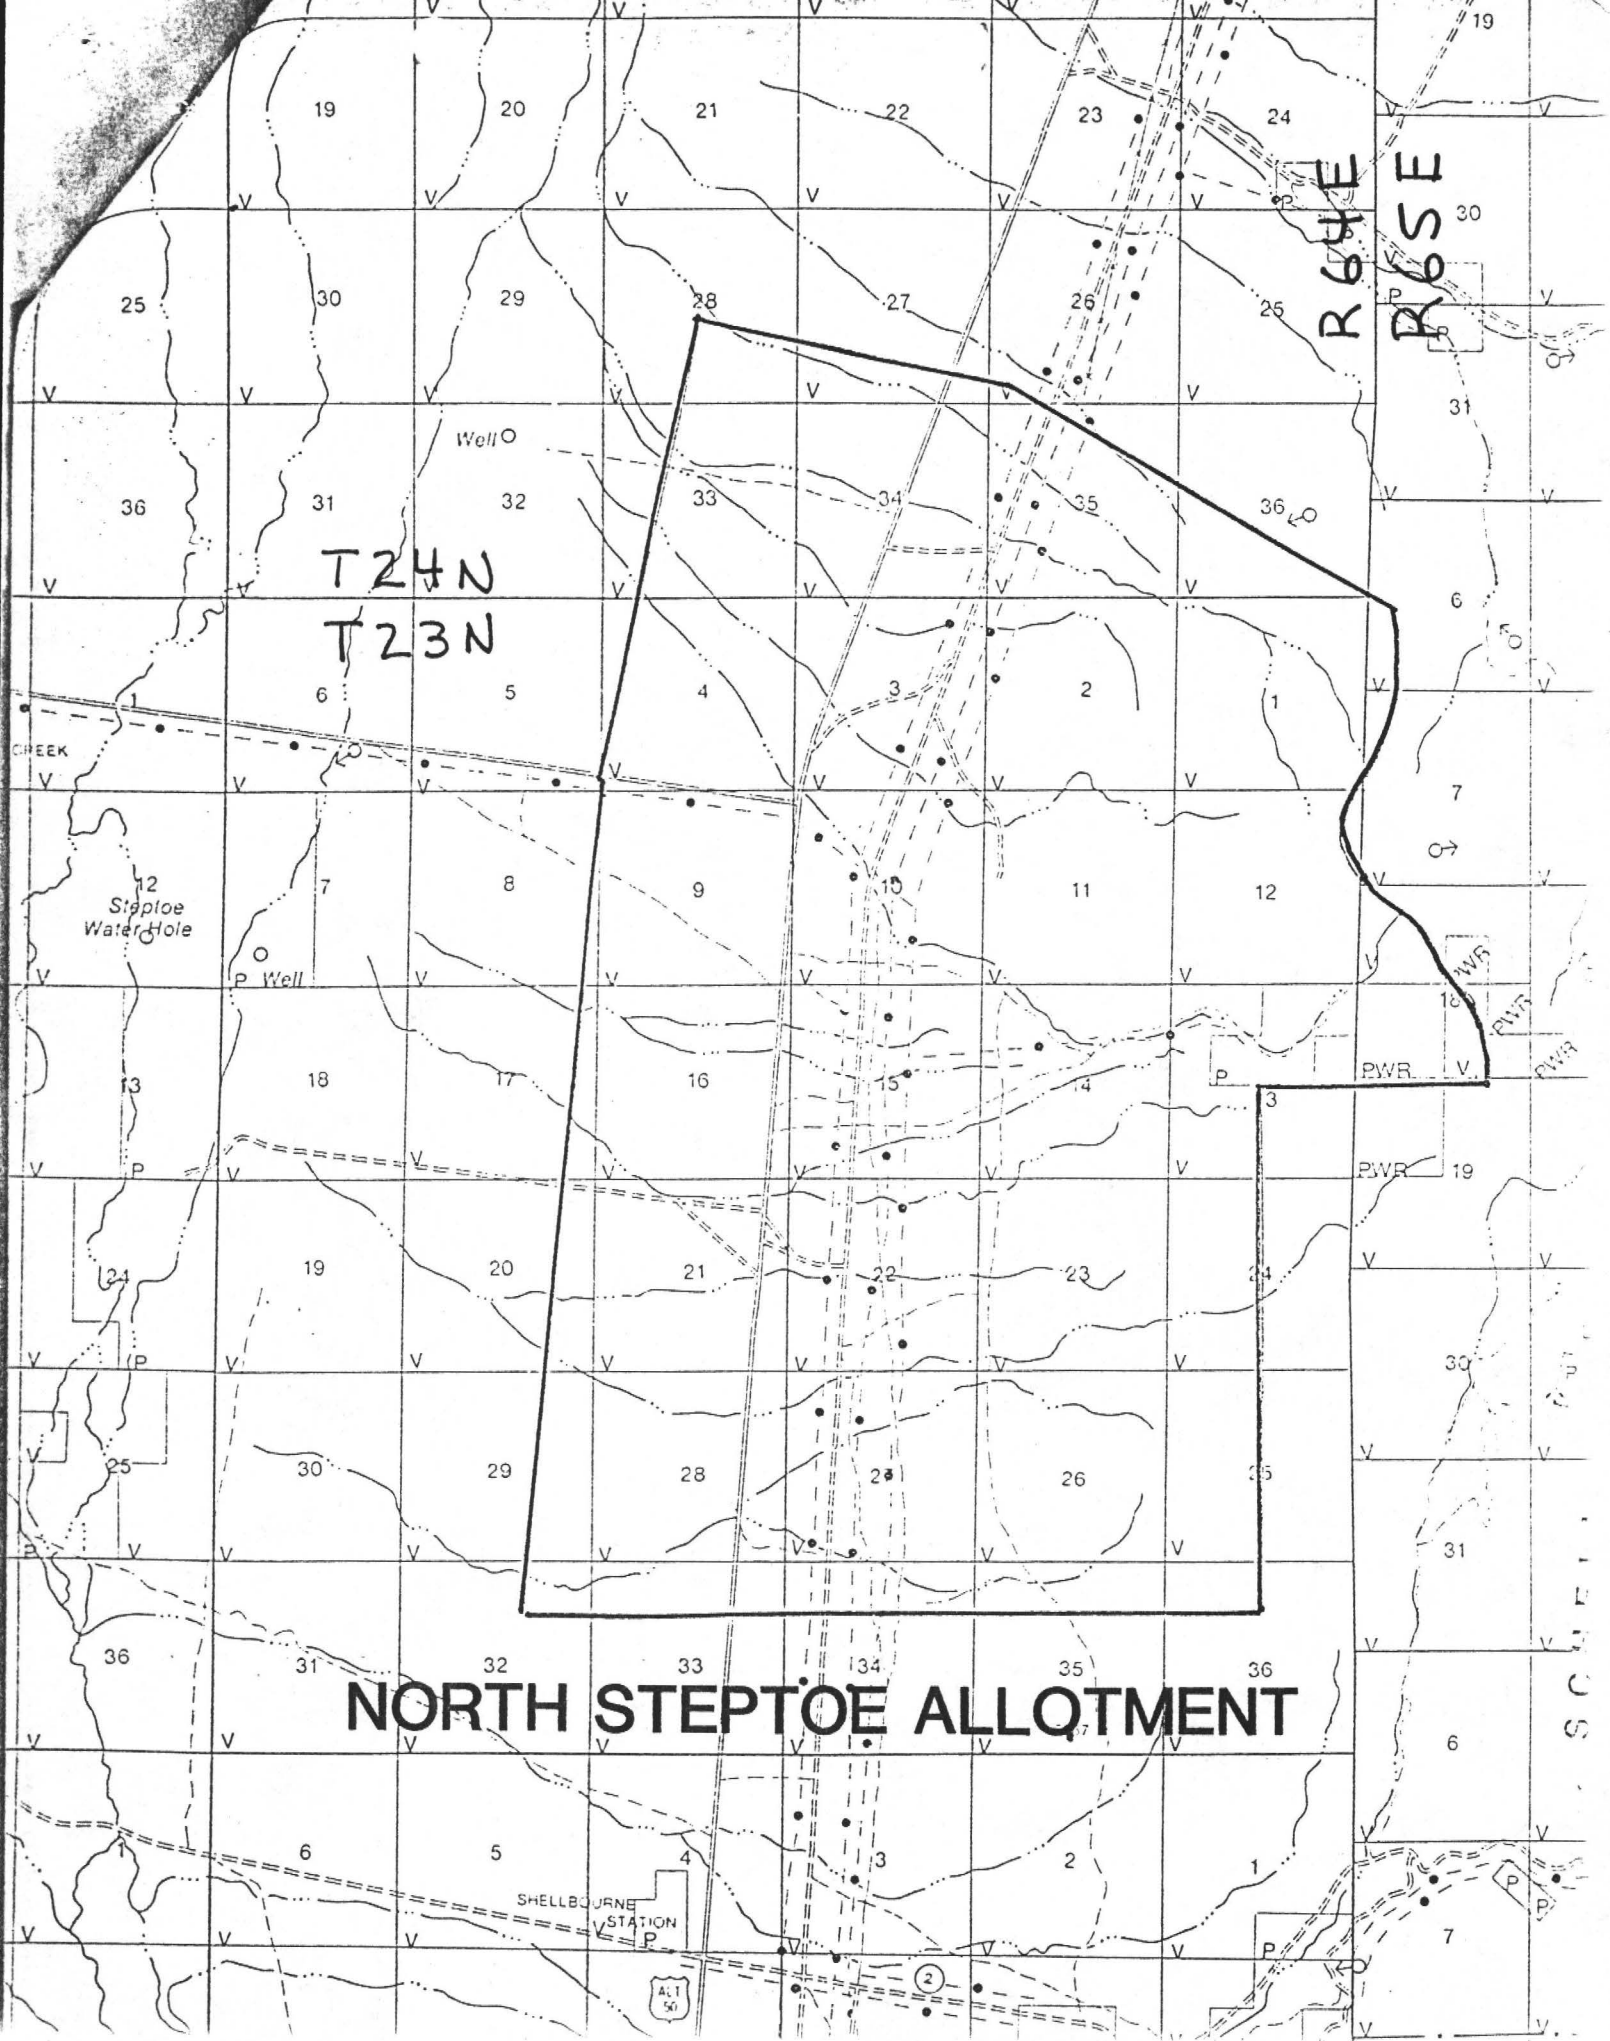 19
19 20 21 22 23 24
P
R64E
R65E
30
V
25 30 29 28 27 26 25
P
P
Well
31
36 31 32 33 34 35 36
T24N
T23N
6
1 6 5 4 3 2 1
CREEK
7
12 7 8 9 10 11 12
Steptoe
Water Hole
P Well
PWR
18
PWR
PWR
13 18 17 16 15 14 P PWR V
13
P PWR 19
24 19 20 21 22 23 24
P 30
25 30 29 28 27 26 25
P 31
36 31 32 33 34 35 36
NORTH STEPTOE ALLOTMENT
6
1 6 5 4 3 2 1
SHELLBOURNE
STATION
P
P
P
7
P
2
ALT
50